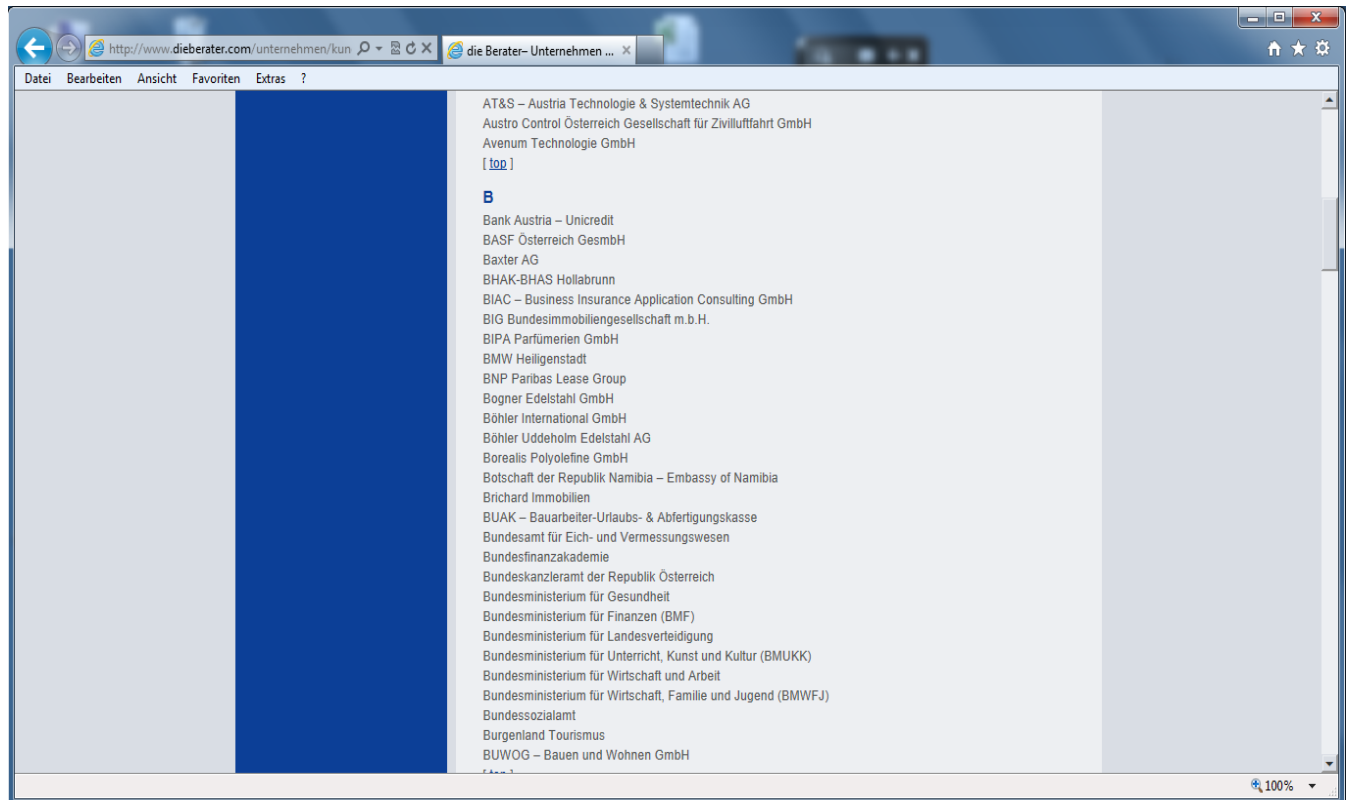 http://www.dieberater.com/unternehmen/kun
die Berater– Unternehmen ...
Datei Bearbeiten Ansicht Favoriten Extras ?
AT&S – Austria Technologie & Systemtechnik AG
Austro Control Österreich Gesellschaft für Zivilluftfahrt GmbH
Avenum Technologie GmbH
[ top ]
B
Bank Austria – Unicredit
BASF Österreich GesmbH
Baxter AG
BHAK-BHAS Hollabrunn
BIAC – Business Insurance Application Consulting GmbH
BIG Bundesimmobiliengesellschaft m.b.H.
BIPA Parfümerien GmbH
BMW Heiligenstadt
BNP Paribas Lease Group
Bogner Edelstahl GmbH
Böhler International GmbH
Böhler Uddeholm Edelstahl AG
Borealis Polyolefine GmbH
Botschaft der Republik Namibia – Embassy of Namibia
Brichard Immobilien
BUAK – Bauarbeiter-Urlaubs- & Abfertigungskasse
Bundesamt für Eich- und Vermessungswesen
Bundesfinanzakademie
Bundeskanzleramt der Republik Österreich
Bundesministerium für Gesundheit
Bundesministerium für Finanzen (BMF)
Bundesministerium für Landesverteidigung
Bundesministerium für Unterricht, Kunst und Kultur (BMUKK)
Bundesministerium für Wirtschaft und Arbeit
Bundesministerium für Wirtschaft, Familie und Jugend (BMWFJ)
Bundessozialamt
Burgenland Tourismus
BUWOG – Bauen und Wohnen GmbH
[ top ]
100%